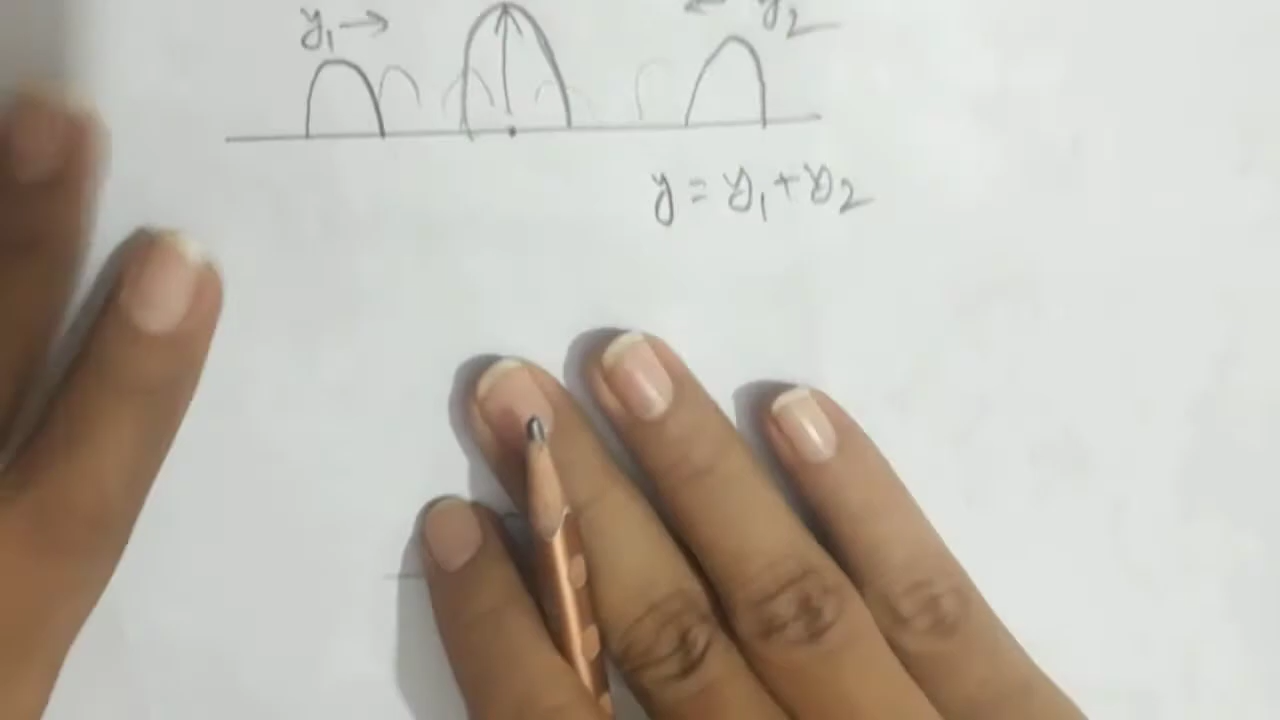 y₁ → ← y₂
y = y₁ + y₂